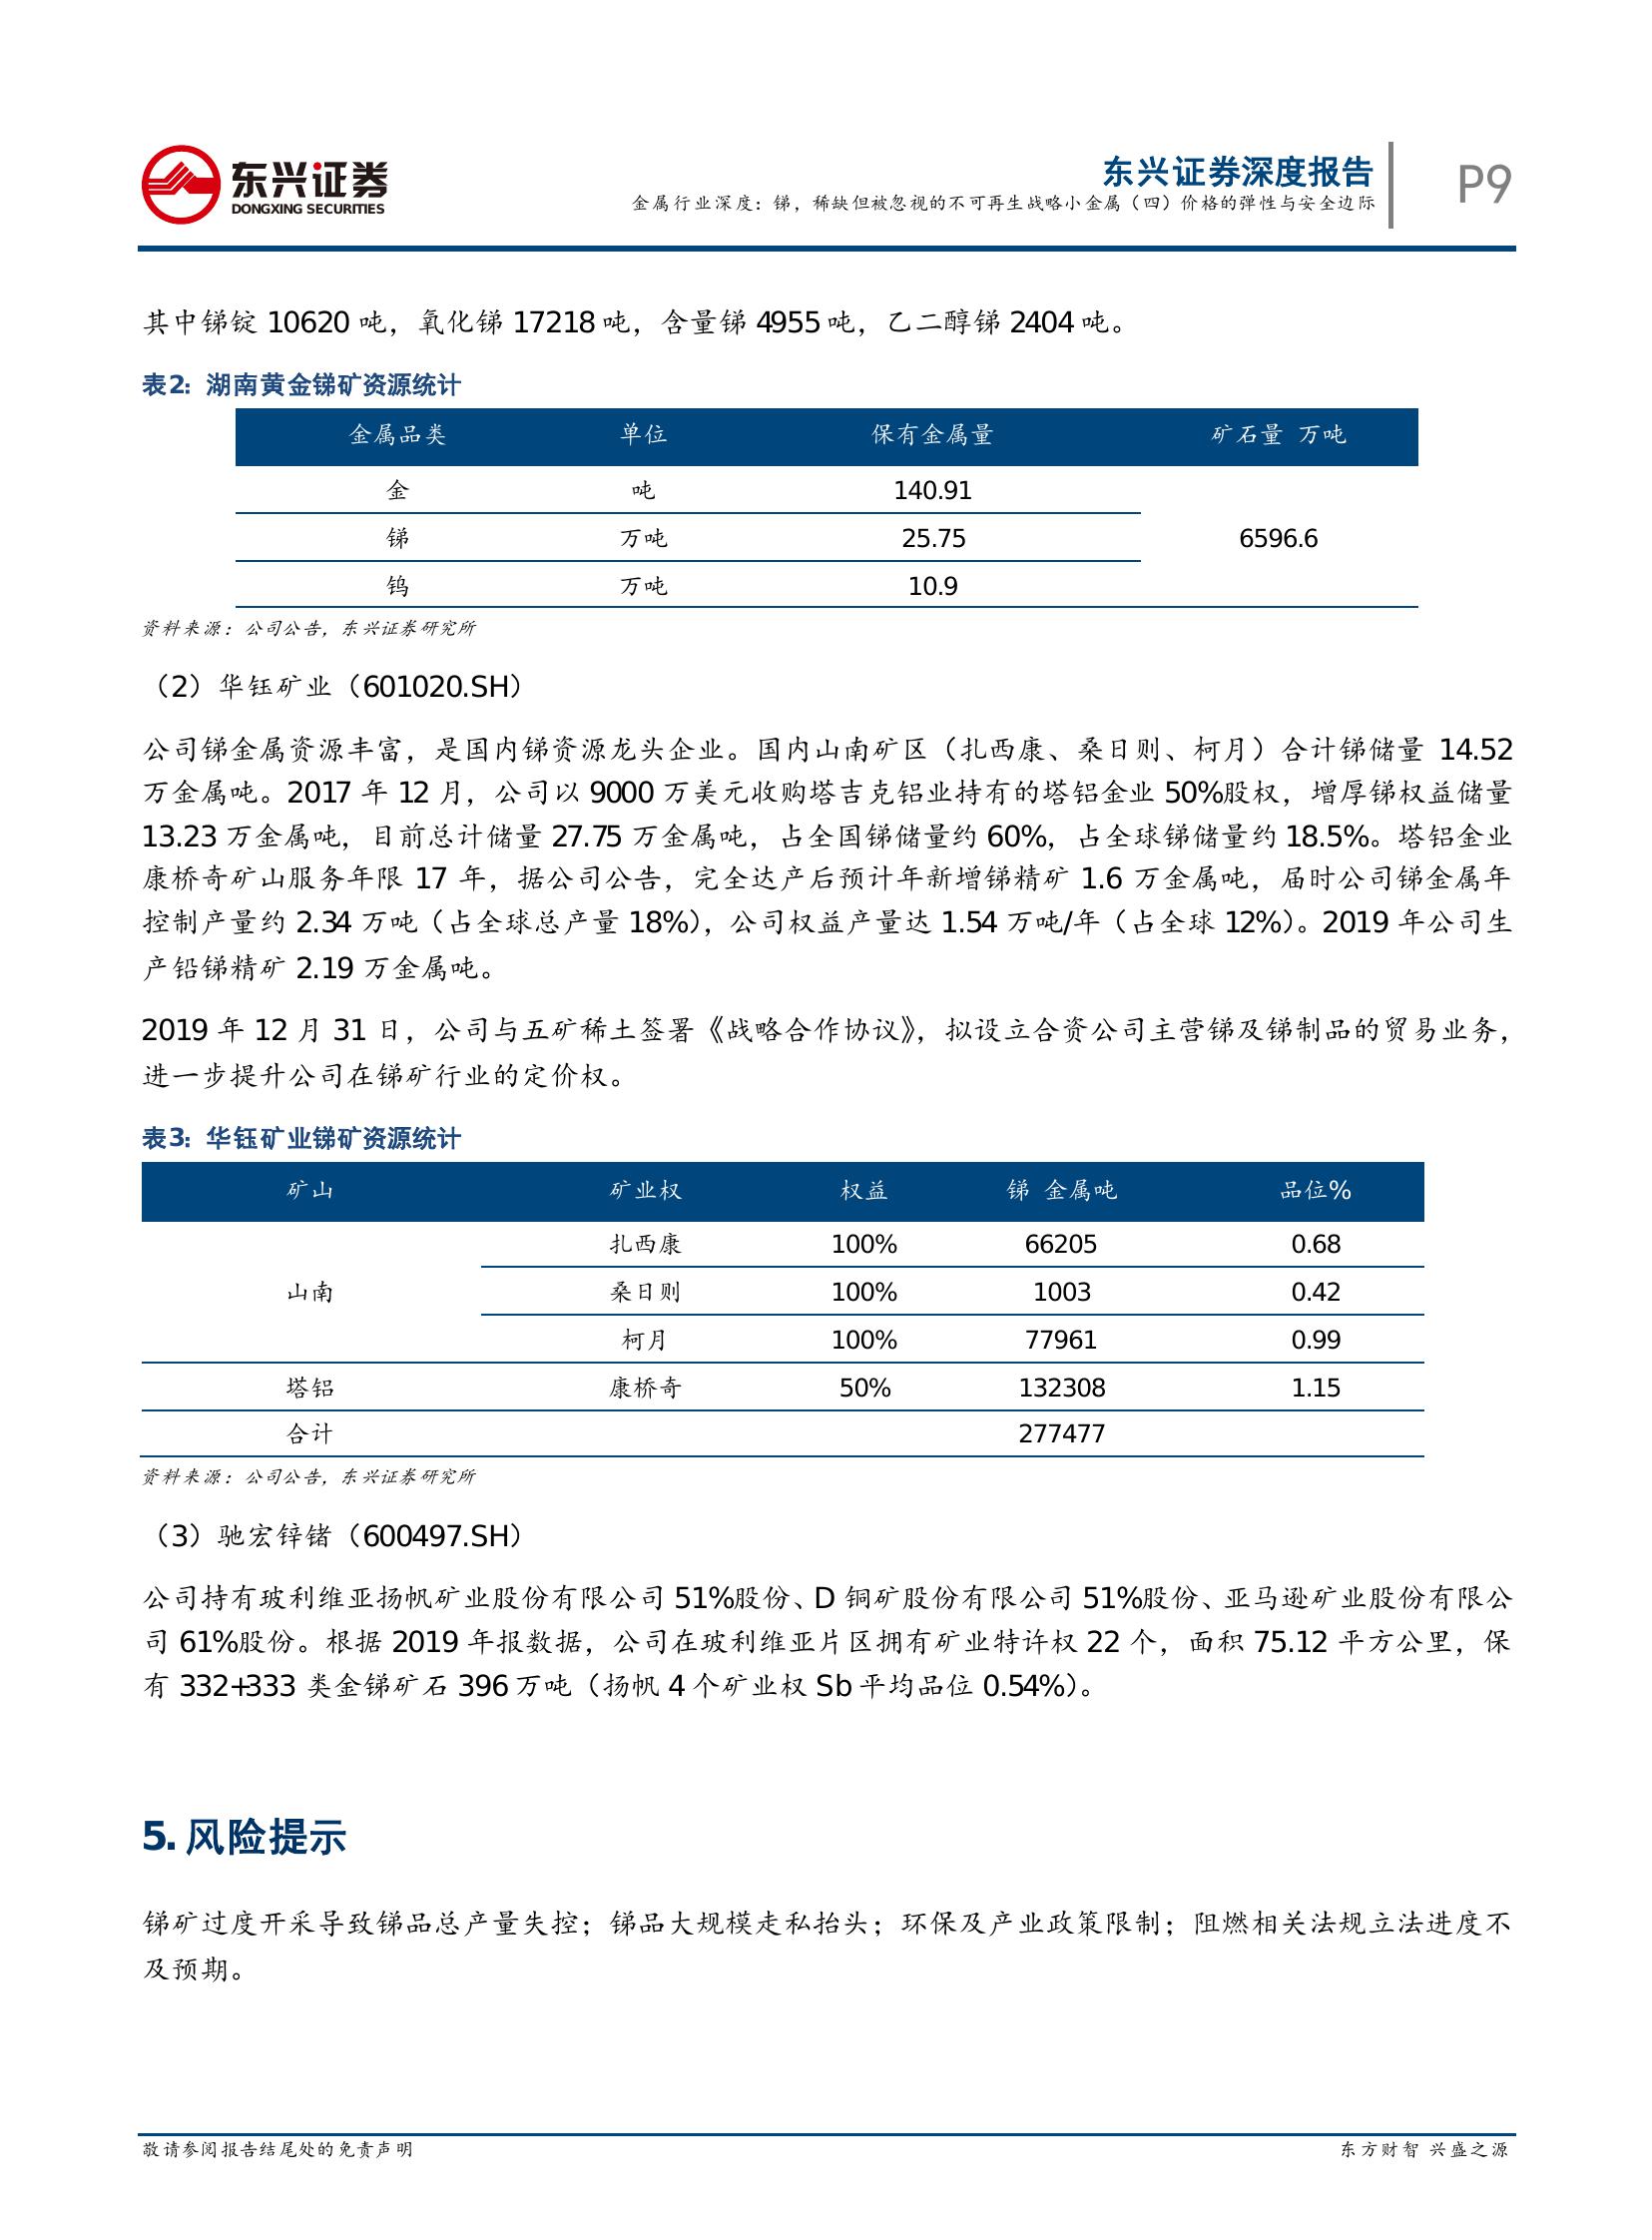 东兴证券
DONGXING SECURITIES
东兴证券深度报告
金属行业深度：锑，稀缺但被忽视的不可再生战略小金属（四）价格的弹性与安全边际
P9
其中锑锭 10620 吨，氧化锑 17218 吨，含量锑 4955 吨，乙二醇锑 2404 吨。
表2：湖南黄金锑矿资源统计
金属品类 单位 保有金属量 矿石量 万吨
金 吨 140.91
锑 万吨 25.75 6596.6
钨 万吨 10.9
资料来源：公司公告，东兴证券研究所
（2）华钰矿业（601020.SH）
公司锑金属资源丰富，是国内锑资源龙头企业。国内山南矿区（扎西康、桑日则、柯月）合计锑储量 14.52
万金属吨。2017 年 12 月，公司以 9000 万美元收购塔吉克铝业持有的塔铝金业 50%股权，增厚锑权益储量
13.23 万金属吨，目前总计储量 27.75 万金属吨，占全国锑储量约 60%，占全球锑储量约 18.5%。塔铝金业
康桥奇矿山服务年限 17 年，据公司公告，完全达产后预计年新增锑精矿 1.6 万金属吨，届时公司锑金属年
控制产量约 2.34 万吨（占全球总产量 18%），公司权益产量达 1.54 万吨/年（占全球 12%）。2019 年公司生
产铅锑精矿 2.19 万金属吨。
2019 年 12 月 31 日，公司与五矿稀土签署《战略合作协议》，拟设立合资公司主营锑及锑制品的贸易业务，
进一步提升公司在锑矿行业的定价权。
表3：华钰矿业锑矿资源统计
矿山 矿业权 权益 锑 金属吨 品位%
扎西康 100% 66205 0.68
山南 桑日则 100% 1003 0.42
柯月 100% 77961 0.99
塔铝 康桥奇 50% 132308 1.15
合计 277477
资料来源：公司公告，东兴证券研究所
（3）驰宏锌锗（600497.SH）
公司持有玻利维亚扬帆矿业股份有限公司 51%股份、D 铜矿股份有限公司 51%股份、亚马逊矿业股份有限公
司 61%股份。根据 2019 年报数据，公司在玻利维亚片区拥有矿业特许权 22 个，面积 75.12 平方公里，保
有 332+333 类金锑矿石 396 万吨（扬帆 4 个矿业权 Sb 平均品位 0.54%）。
5. 风险提示
锑矿过度开采导致锑品总产量失控；锑品大规模走私抬头；环保及产业政策限制；阻燃相关法规立法进度不
及预期。
敬请参阅报告结尾处的免责声明
东方财智 兴盛之源